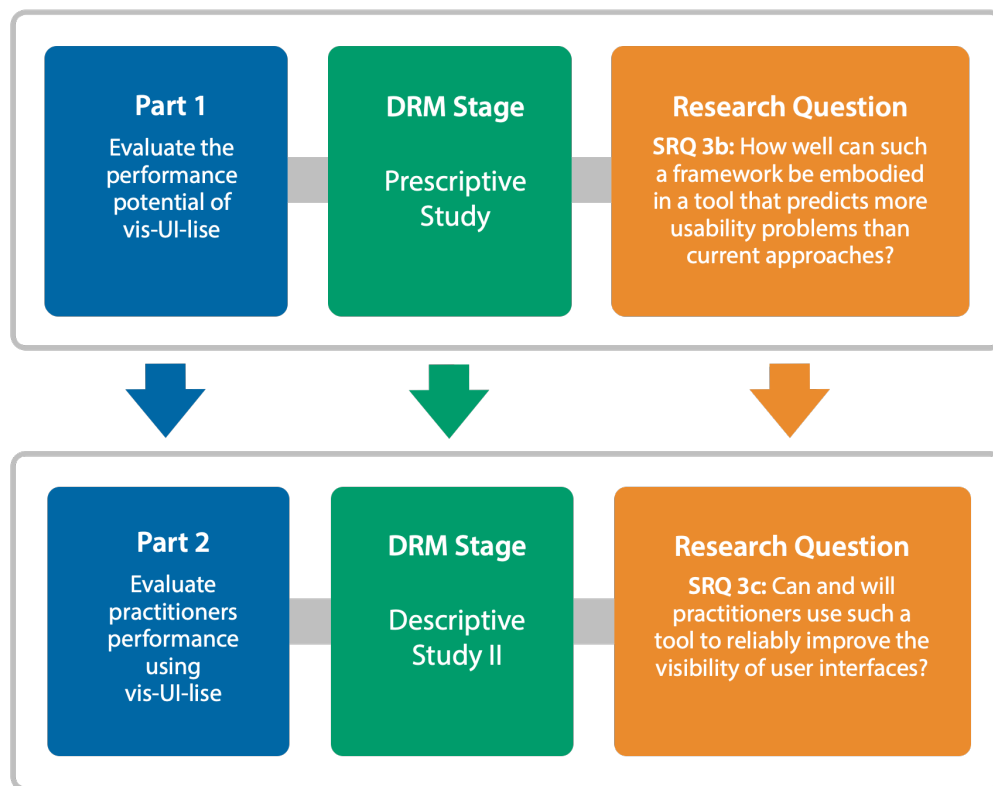 Part 1
Evaluate the
performance
potential of
vis-UI-lise
DRM Stage
Prescriptive
Study
Research Question
SRQ 3b: How well can such
a framework be embodied
in a tool that predicts more
usability problems than
current approaches?
Part 2
Evaluate
practitioners
performance
using
vis-UI-lise
DRM Stage
Descriptive
Study II
Research Question
SRQ 3c: Can and will
practitioners use such a
tool to reliably improve the
visibility of user interfaces?